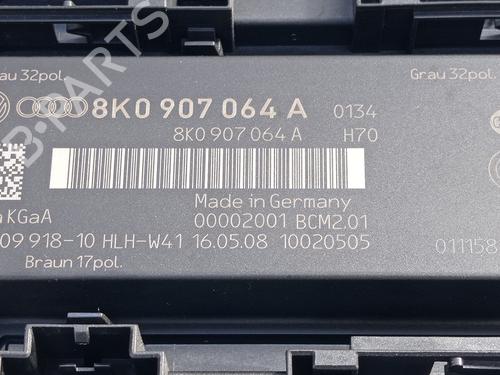 Grau 32pol.
Grau 32pol.
8K0 907 064 A 0134
8K0 907 064 A H70
Made in Germany
KGaA
00002001 BCM2.01
09 918-10 HLH-W41 16.05.08 10020505
011158
Braun 17pol.
B-PARTS